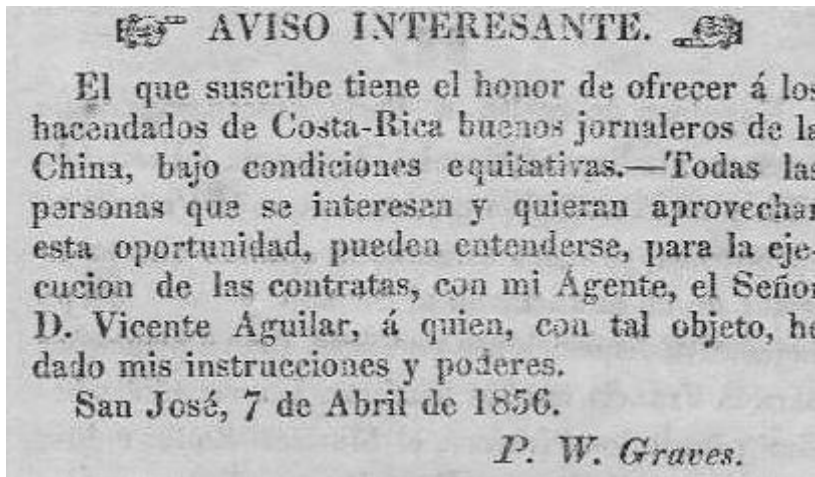 AVISO INTERESANTE.
El que suscribe tiene el honor de ofrecer á los
hacendados de Costa-Rica buenos jornaleros de la
China, bajo condiciones equitativas.—Todas las
personas que se interesen y quieran aprovechar
esta oportunidad, pueden entenderse, para la eje-
cucion de las contratas, con mi Agente, el Señor
D. Vicente Aguilar, á quien, con tal objeto, he
dado mis instrucciones y poderes.
San José, 7 de Abril de 1856.
P. W. Graves.